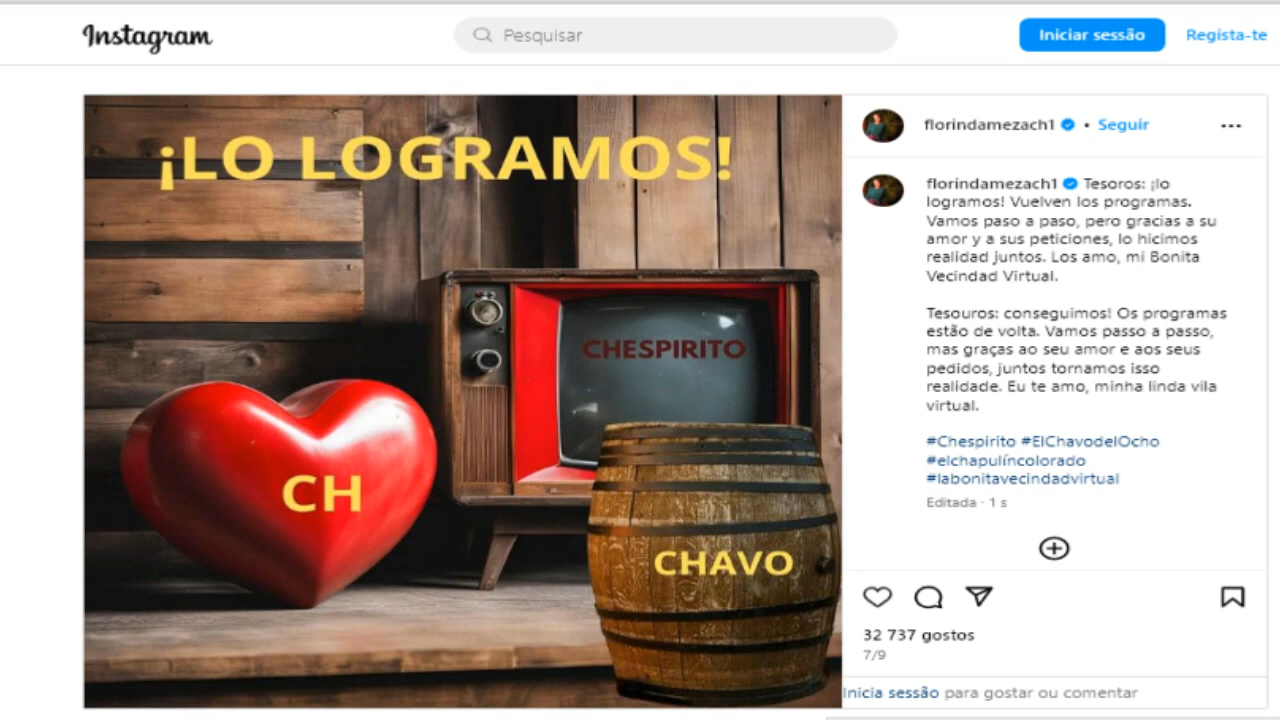 Instagram
Pesquisar
Iniciar sessão
Regista-te
¡LO LOGRAMOS!
CHESPIRITO
CH
CHAVO
florindamezach1 • Seguir
florindamezach1 Tesoros: ¡lo
logramos! Vuelven los programas.
Vamos paso a paso, pero gracias a su
amor y a sus peticiones, lo hicimos
realidad juntos. Los amo, mi Bonita
Vecindad Virtual.
Tesouros: conseguimos! Os programas
estão de volta. Vamos passo a passo,
mas graças ao seu amor e aos seus
pedidos, juntos tornamos isso
realidade. Eu te amo, minha linda vila
virtual.
#Chespirito #ElChavodelOcho
#elchapulíncolorado
#labonitavecindadvirtual
Editada · 1 s
32 737 gostos
7/9
Inicia sessão para gostar ou comentar